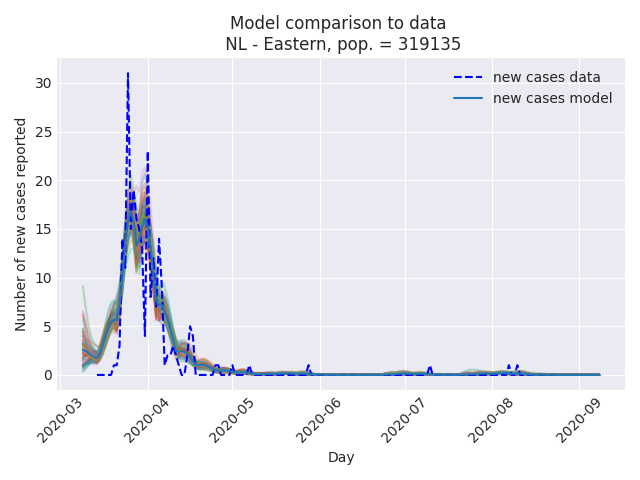 Model comparison to data
NL - Eastern, pop. = 319135
new cases data
new cases model
Number of new cases reported
30
25
20
15
10
5
0
2020-03
2020-04
2020-05
2020-06
2020-07
2020-08
2020-09
Day